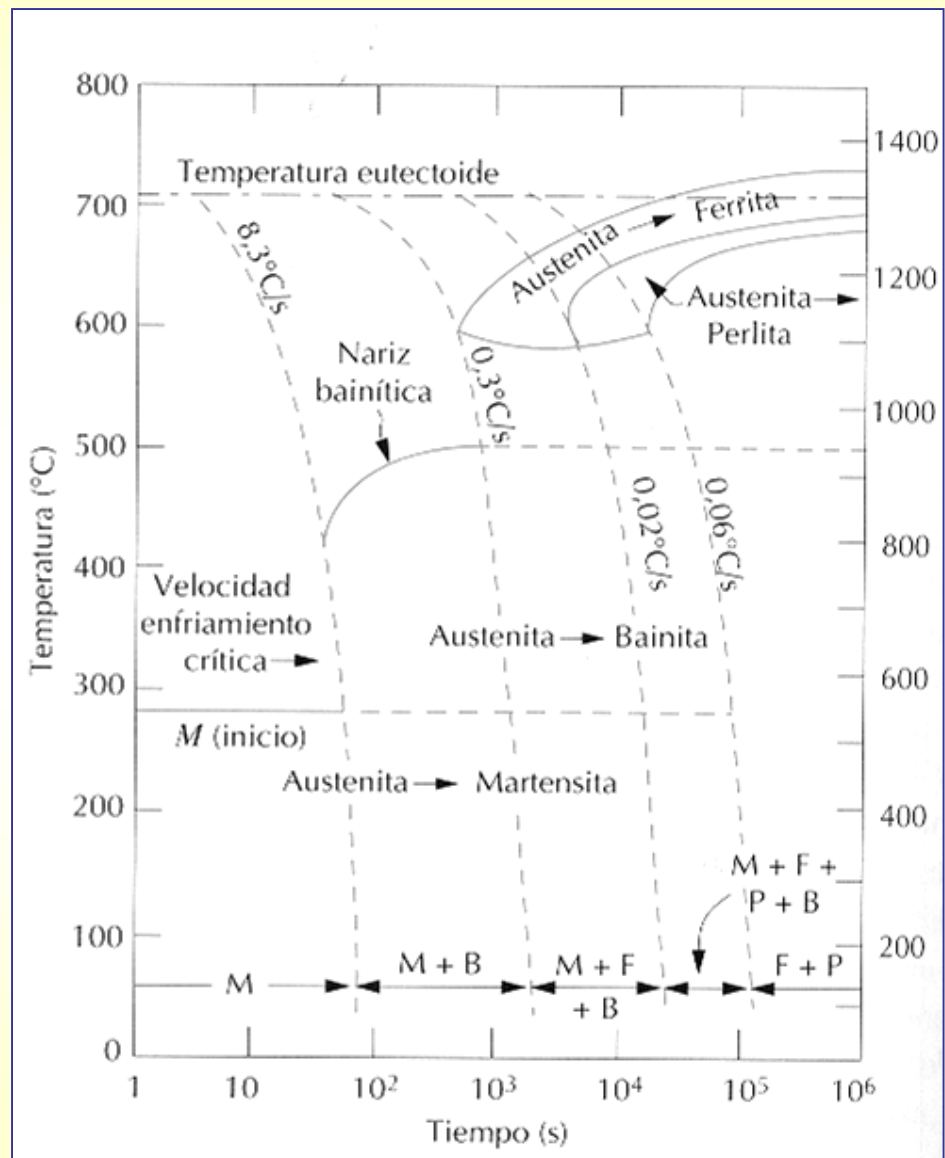 800
Temperatura eutectoide
1400
700
8,3°C/s
Austenita → Ferrita
1200
Austenita →
Perlita
600
Nariz
bainítica
0,3°C/s
1000
500
Temperatura (°C)
0,02°C/s
0,06°C/s
400
800
Velocidad
enfriamiento
crítica →
Austenita → Bainita
300
600
M (inicio)
Austenita → Martensita
200
400
M + F +
P + B
100
200
M
M + B
M + F
+ B
F + P
0
1
10
10²
10³
10⁴
10⁵
10⁶
Tiempo (s)